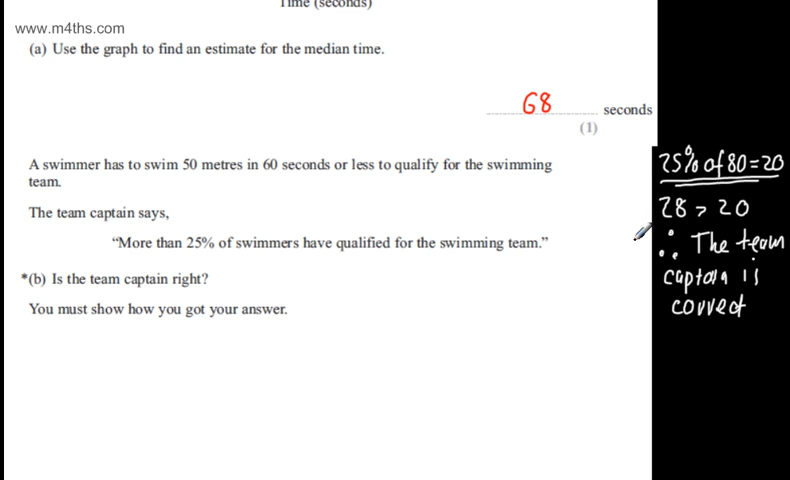 Time (seconds)
www.m4ths.com
(a) Use the graph to find an estimate for the median time.
68
seconds
(1)
A swimmer has to swim 50 metres in 60 seconds or less to qualify for the swimming
team.
The team captain says,
“More than 25% of swimmers have qualified for the swimming team.”
*(b) Is the team captain right?
You must show how you got your answer.
25% of 80 = 20
28 > 20
∴ The team
captain is
correct